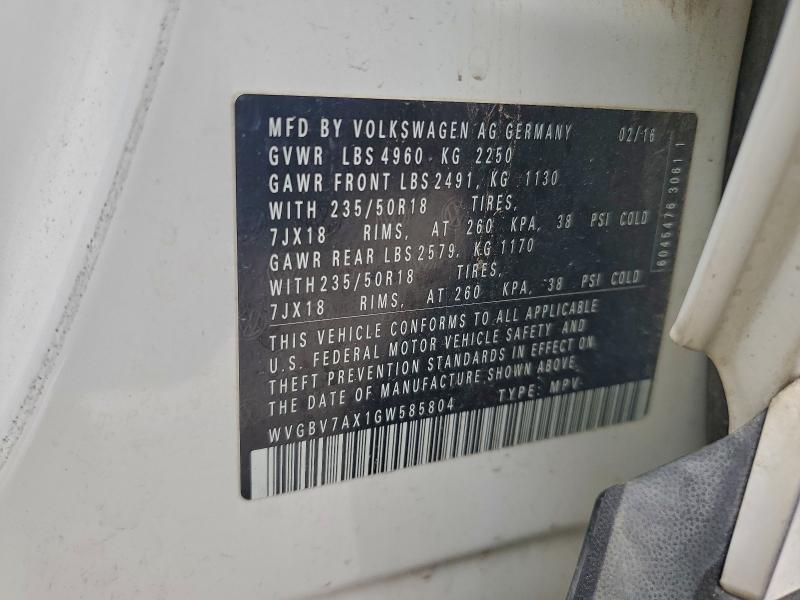 MFD BY VOLKSWAGEN AG GERMANY 02/16
GVWR LBS 4960 KG 2250
GAWR FRONT LBS 2491, KG 1130
WITH 235/50R18 TIRES,
7JX18 RIMS, AT 260 KPA, 38 PSI COLD
GAWR REAR LBS 2579, KG 1170
WITH 235/50R18 TIRES,
7JX18 RIMS, AT 260 KPA, 38 PSI COLD
THIS VEHICLE CONFORMS TO ALL APPLICABLE
U.S. FEDERAL MOTOR VEHICLE SAFETY AND
THEFT PREVENTION STANDARDS IN EFFECT ON
THE DATE OF MANUFACTURE SHOWN ABOVE.
WVGBV7AX1GW585804 TYPE: MPV
6045476 3061 1